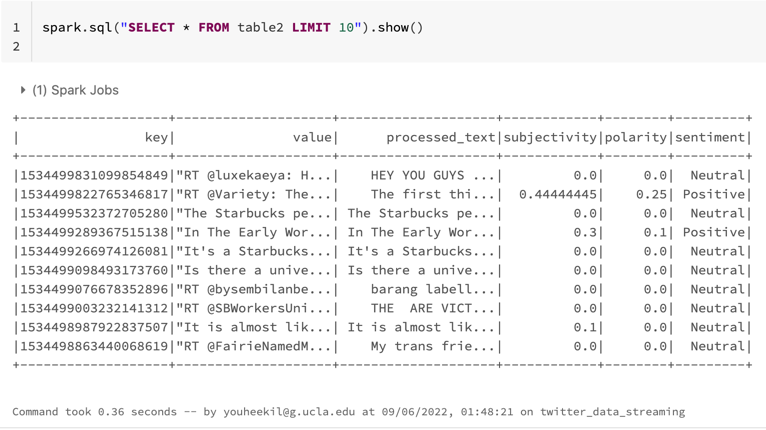 1 spark.sql("SELECT * FROM table2 LIMIT 10").show()
2
(1) Spark Jobs
+-------------------+--------------------+--------------------+------------+--------+---------+
|                key|               value|      processed_text|subjectivity|polarity|sentiment|
+-------------------+--------------------+--------------------+------------+--------+---------+
|1534499831099854849|"RT @luxekaeya: H...|   HEY YOU GUYS ...|         0.0|     0.0|  Neutral|
|1534499822765346817|"RT @Variety: The...|   The first thi...|  0.44444445|    0.25| Positive|
|1534499532372705280|"The Starbucks pe...|The Starbucks pe...|         0.0|     0.0|  Neutral|
|1534499289367515138|"In The Early Wor...|In The Early Wor...|         0.3|     0.1| Positive|
|1534499266974126081|"It's a Starbucks...|It's a Starbucks...|         0.0|     0.0|  Neutral|
|1534499098493173760|"Is there a unive...|Is there a unive...|         0.0|     0.0|  Neutral|
|1534499076678352896|"RT @bysembilanbe...|   barang labell...|         0.0|     0.0|  Neutral|
|1534499003232141312|"RT @SBWorkersUni...|   THE  ARE VICT...|         0.0|     0.0|  Neutral|
|1534498987922837507|"It is almost lik...|It is almost lik...|         0.1|     0.0|  Neutral|
|1534498863440068619|"RT @FairieNamedM...|   My trans frie...|         0.0|     0.0|  Neutral|
+-------------------+--------------------+--------------------+------------+--------+---------+
Command took 0.36 seconds -- by youheekil@g.ucla.edu at 09/06/2022, 01:48:21 on twitter_data_streaming